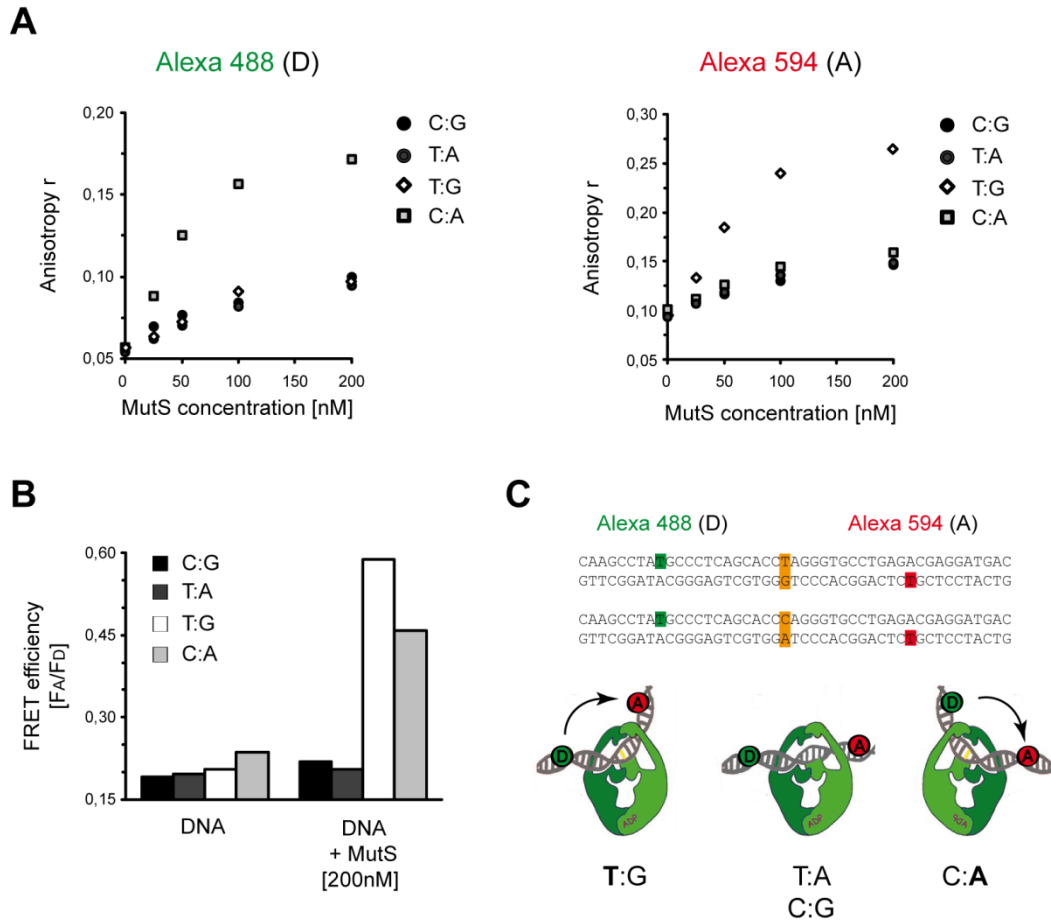 A
Alexa 488 (D)
Alexa 594 (A)
0,20
0,15
0,10
0,05
Anisotropy r
0
50
100
150
200
MutS concentration [nM]
C:G
T:A
T:G
C:A
0,30
0,25
0,20
0,15
0,10
0,05
Anisotropy r
0
50
100
150
200
MutS concentration [nM]
C:G
T:A
T:G
C:A
B
0,60
0,45
0,30
0,15
FRET efficiency
[FA/FD]
C:G
T:A
T:G
C:A
DNA
DNA
+ MutS
[200nM]
C
Alexa 488 (D)
Alexa 594 (A)
CAAGCCTATGCCCTCAGCACCTAGGGTGCCTGAGACGAGGATGAC
GTTCGGATACGGGAGTCGTGGGTCCCACGGACTCTGCTCCTACTG
CAAGCCTATGCCCTCAGCACCCAGGGTGCCTGAGACGAGGATGAC
GTTCGGATACGGGAGTCGTGGATCCCACGGACTCTGCTCCTACTG
D
A
ADP
T:G
D
A
ADP
T:A
C:G
D
A
ADP
C:A